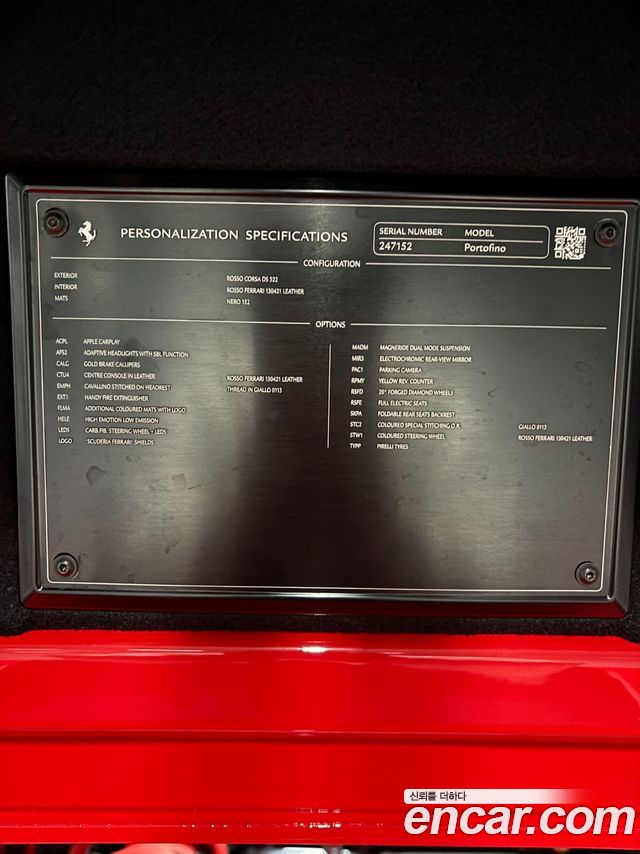 PERSONALIZATION SPECIFICATIONS
SERIAL NUMBER MODEL
247152 Portofino
CONFIGURATION
EXTERIOR ROSSO CORSA DS 322
INTERIOR ROSSO FERRARI 130421 LEATHER
MATS NERO 152
OPTIONS
ACPL APPLE CARPLAY
AFS2 ADAPTIVE HEADLIGHTS WITH SBL FUNCTION
CALG GOLD BRAKE CALLIPERS
CTU4 CENTRE CONSOLE IN LEATHER ROSSO FERRARI 130421 LEATHER
EMPH CAVALLINO STITCHED ON HEADREST THREAD IN GIALLO 0113
EXT1 HANDY FIRE EXTINGUISHER
FLMA ADDITIONAL COLOURED MATS WITH LOGO
HELE HIGH EMOTION LOW EMISSION
LEDS CARB.FIB. STEERING WHEEL + LEDS
LOGO 'SCUDERIA FERRARI' SHIELDS
MADM MAGNERIDE DUAL MODE SUSPENSION
MIR3 ELECTROCHROMIC REAR-VIEW MIRROR
PAC1 PARKING CAMERA
RPMY YELLOW REV. COUNTER
RSFD 20" FORGED DIAMOND WHEELS
RSFE FULL ELECTRIC SEATS
SKPA FOLDABLE REAR SEATS BACKREST
STC2 COLOURED SPECIAL STITCHING O.R. GIALLO 0113
STW1 COLOURED STEERING WHEEL ROSSO FERRARI 130421 LEATHER
TYPP PIRELLI TYRES
신뢰를 더하다
encar.com